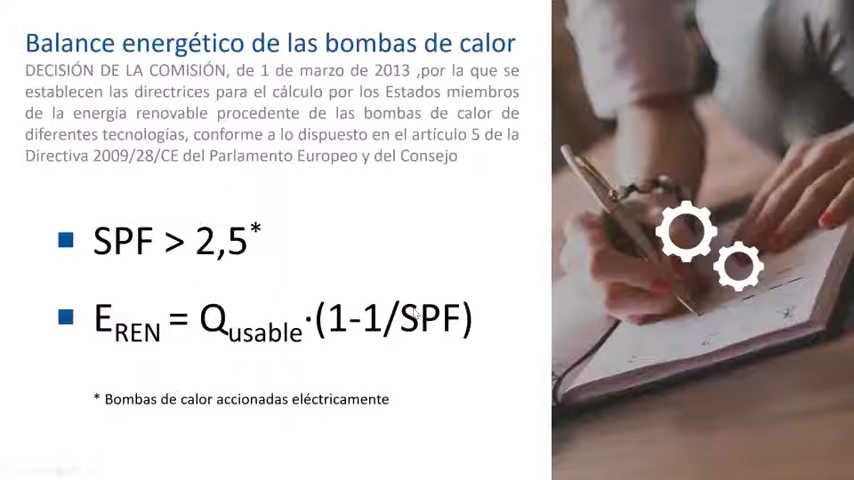 Balance energético de las bombas de calor
DECISIÓN DE LA COMISIÓN, de 1 de marzo de 2013 ,por la que se
establecen las directrices para el cálculo por los Estados miembros
de la energía renovable procedente de las bombas de calor de
diferentes tecnologías, conforme a lo dispuesto en el artículo 5 de la
Directiva 2009/28/CE del Parlamento Europeo y del Consejo
SPF > 2,5*
E_REN = Q_usable·(1-1/SPF)
* Bombas de calor accionadas eléctricamente